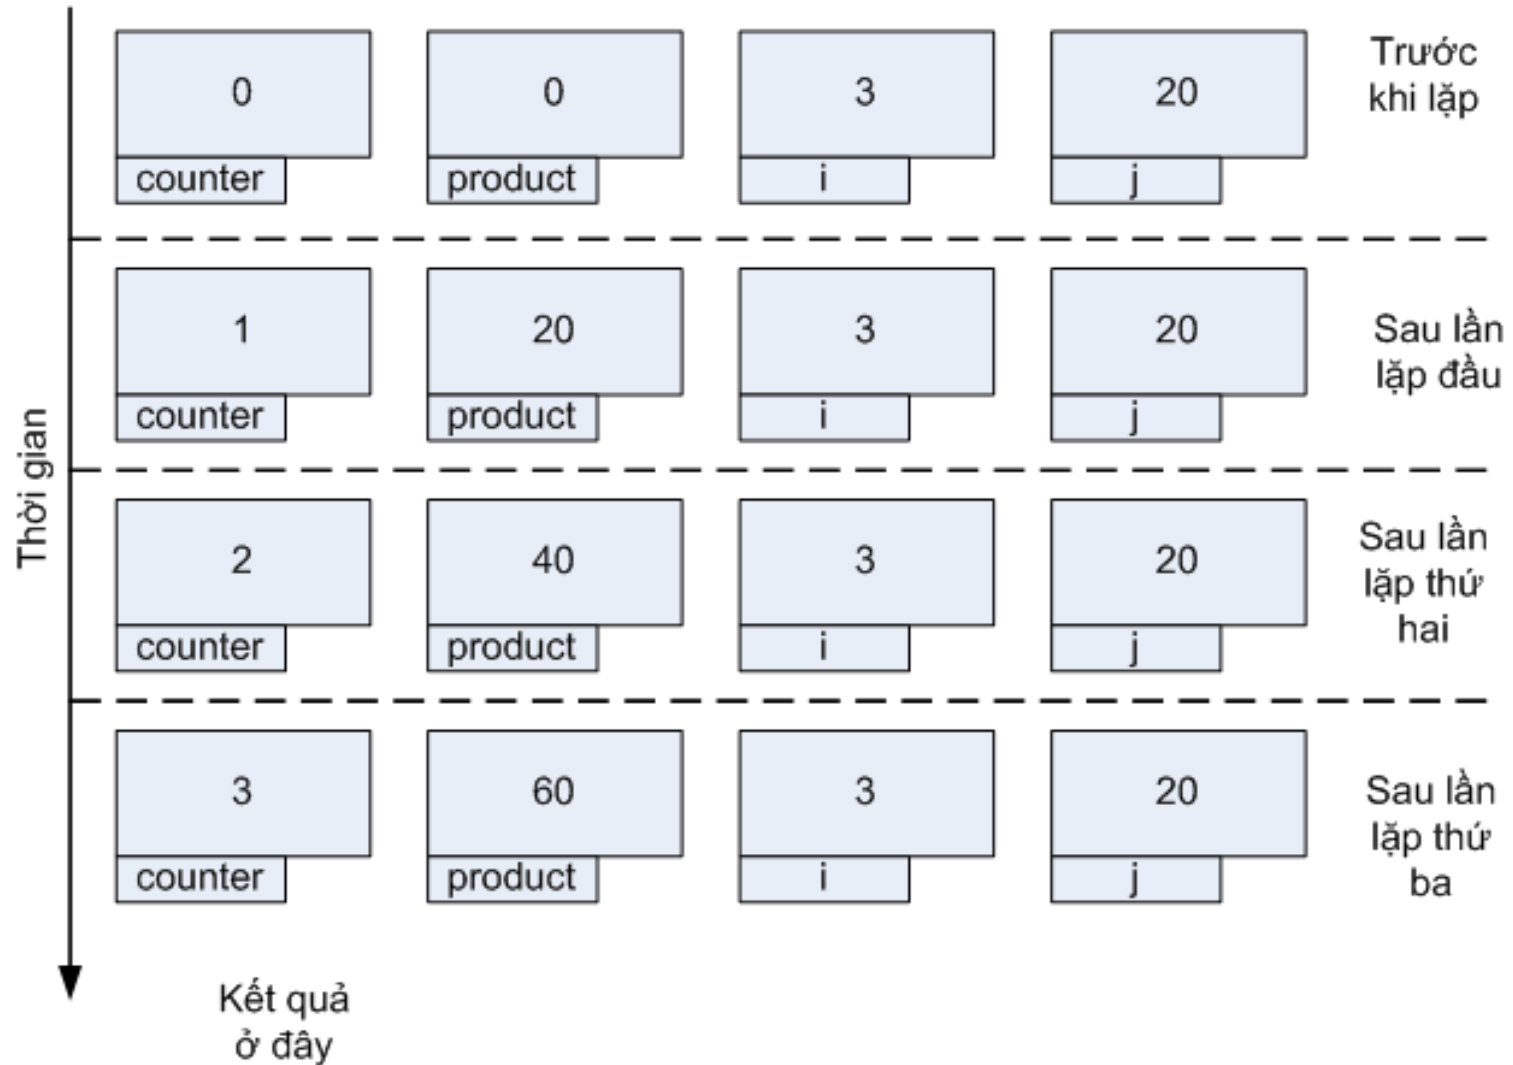 Thời gian
0 0 3 20
Trước
khi lặp
counter product i j
1 20 3 20
Sau lần
lặp đầu
counter product i j
2 40 3 20
Sau lần
lặp thứ
hai
counter product i j
3 60 3 20
Sau lần
lặp thứ
ba
counter product i j
Kết quả
ở đây